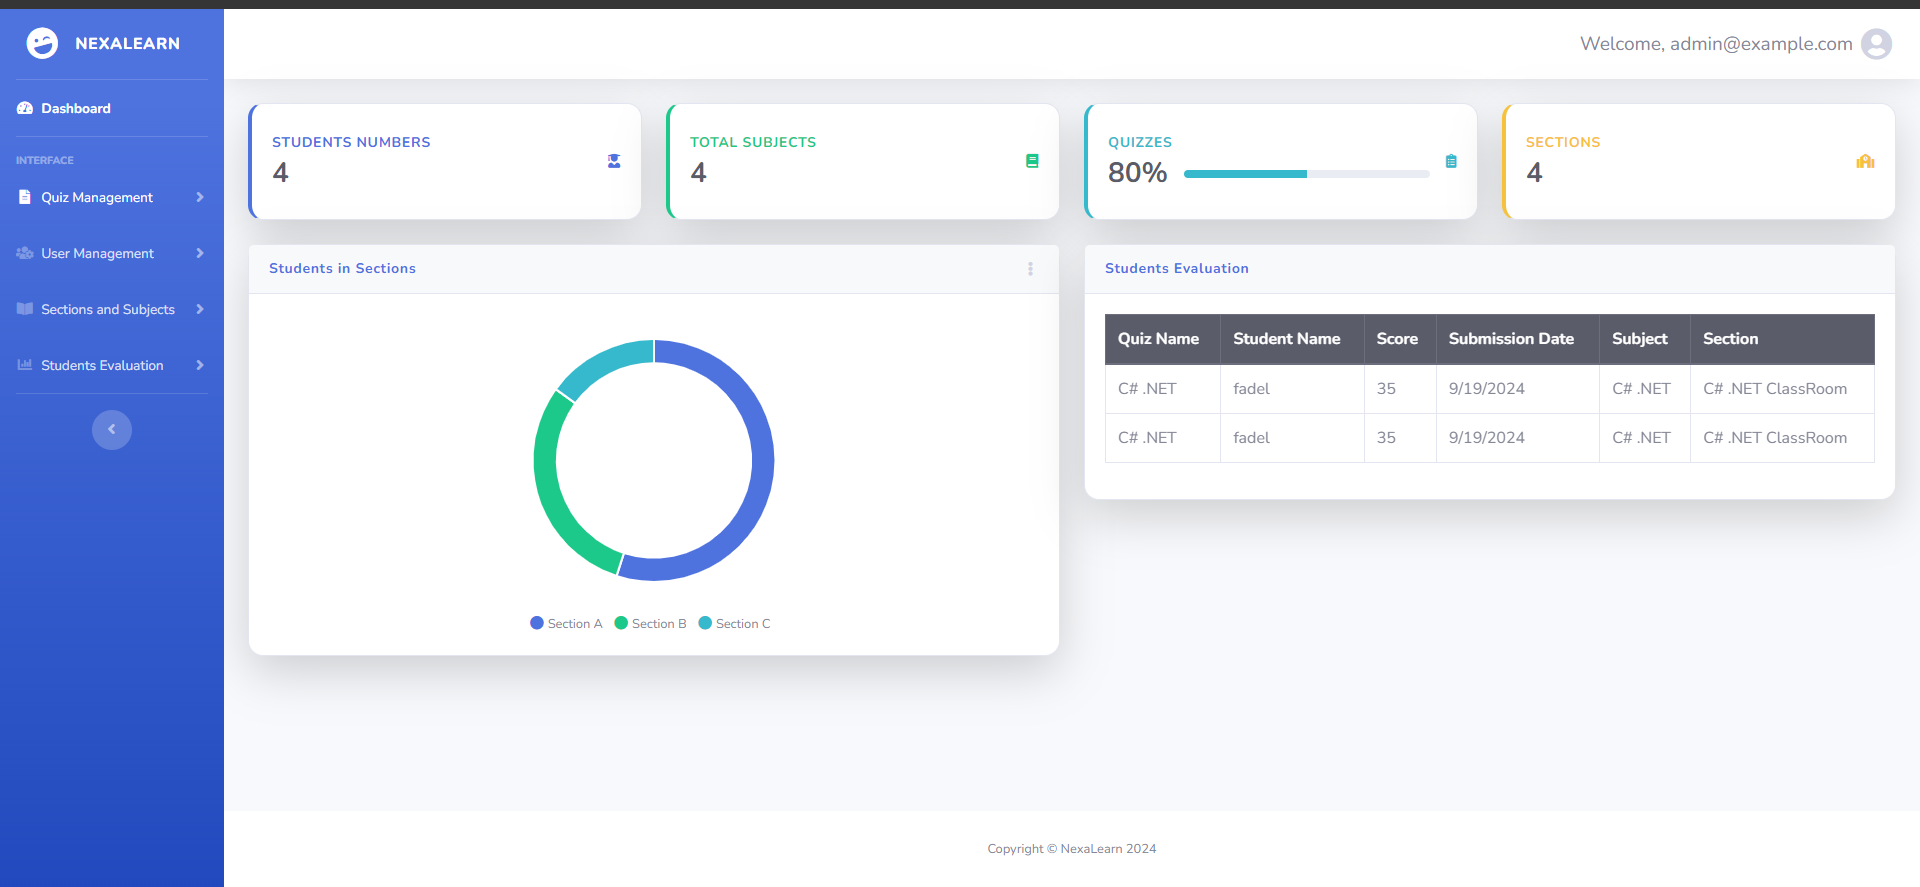 NEXALEARN
Welcome, admin@example.com
Dashboard
INTERFACE
Quiz Management
User Management
Sections and Subjects
Students Evaluation
STUDENTS NUMBERS
4
TOTAL SUBJECTS
4
QUIZZES
80%
SECTIONS
4
Students in Sections
Section A Section B Section C
Students Evaluation
Quiz Name Student Name Score Submission Date Subject Section
C# .NET fadel 35 9/19/2024 C# .NET C# .NET ClassRoom
C# .NET fadel 35 9/19/2024 C# .NET C# .NET ClassRoom
Copyright © NexaLearn 2024